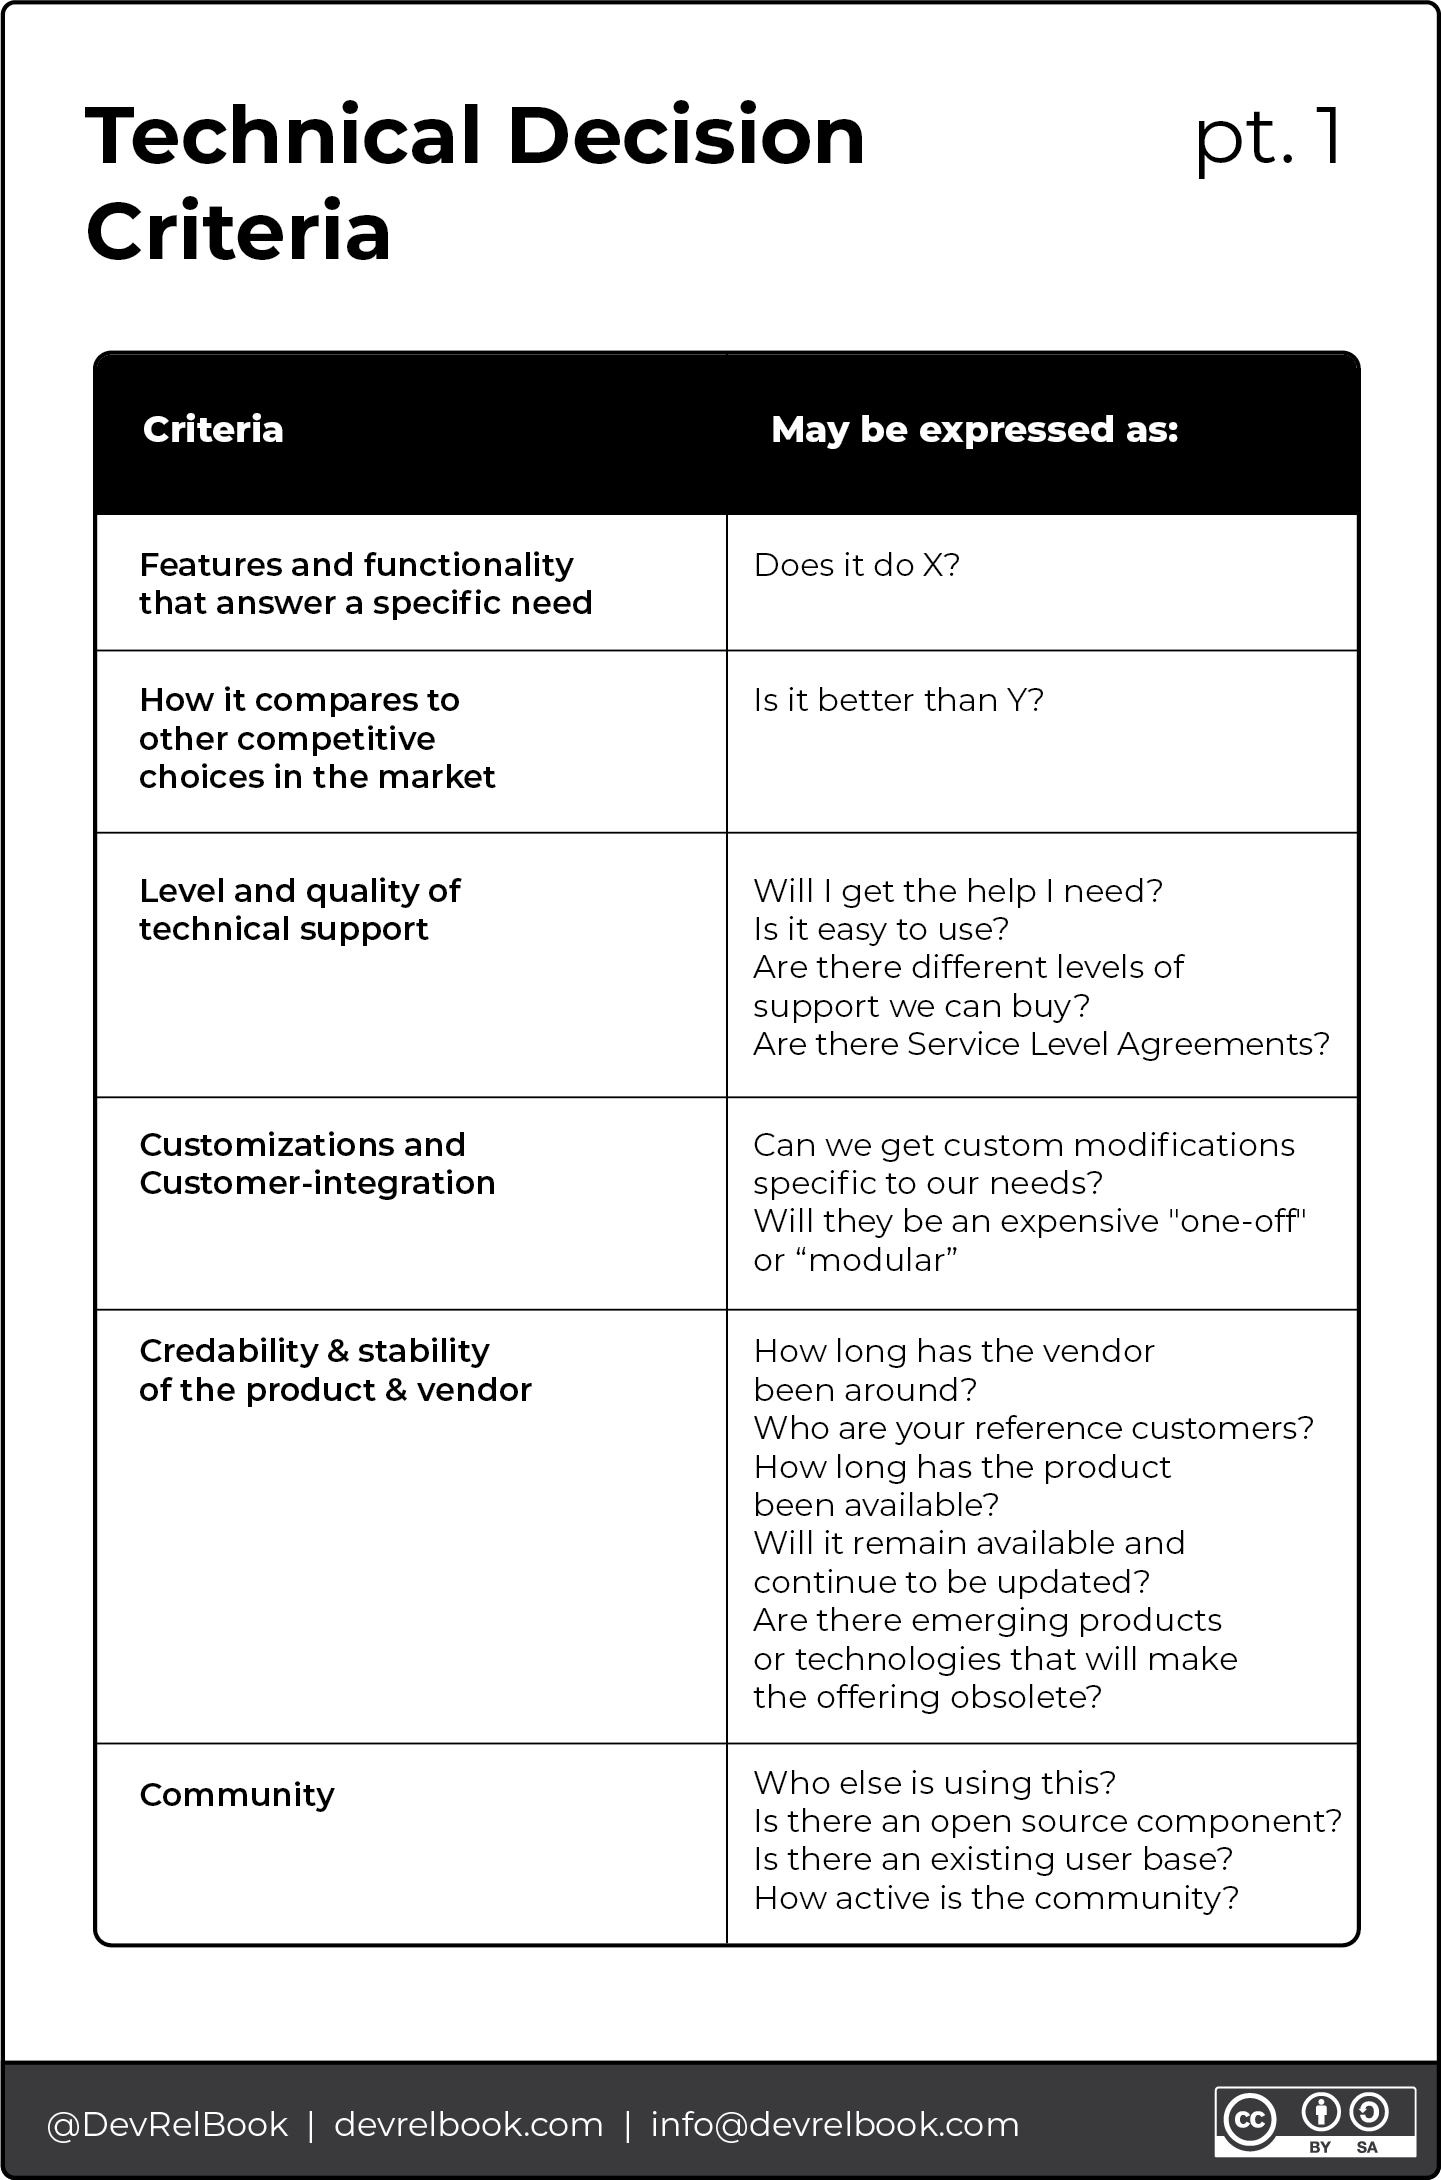 Technical Decision
Criteria
pt. 1
Criteria
May be expressed as:
Features and functionality
that answer a specific need
Does it do X?
How it compares to
other competitive
choices in the market
Is it better than Y?
Level and quality of
technical support
Will I get the help I need?
Is it easy to use?
Are there different levels of
support we can buy?
Are there Service Level Agreements?
Customizations and
Customer-integration
Can we get custom modifications
specific to our needs?
Will they be an expensive "one-off"
or “modular”
Credability & stability
of the product & vendor
How long has the vendor
been around?
Who are your reference customers?
How long has the product
been available?
Will it remain available and
continue to be updated?
Are there emerging products
or technologies that will make
the offering obsolete?
Community
Who else is using this?
Is there an open source component?
Is there an existing user base?
How active is the community?
@DevRelBook | devrelbook.com | info@devrelbook.com
cc
BY SA